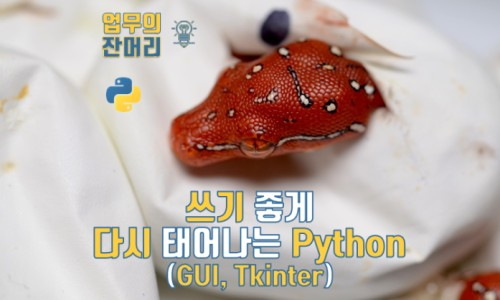 업무의
잔머리
쓰기 좋게
다시 태어나는 Python
(GUI, Tkinter)